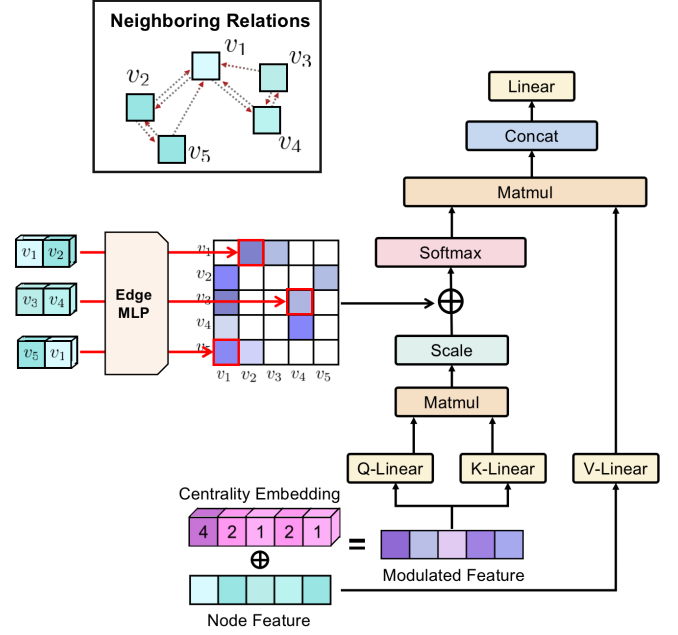 Neighboring Relations
v₁
v₂
v₃
v₄
v₅
Linear
Concat
Matmul
Softmax
Scale
Matmul
Q-Linear
K-Linear
V-Linear
v₁ v₂
v₃ v₄
v₅ v₁
Edge
MLP
v₁
v₂
v₃
v₄
v₅
v₁ v₂ v₃ v₄ v₅
Centrality Embedding
4 2 1 2 1
=
Modulated Feature
Node Feature